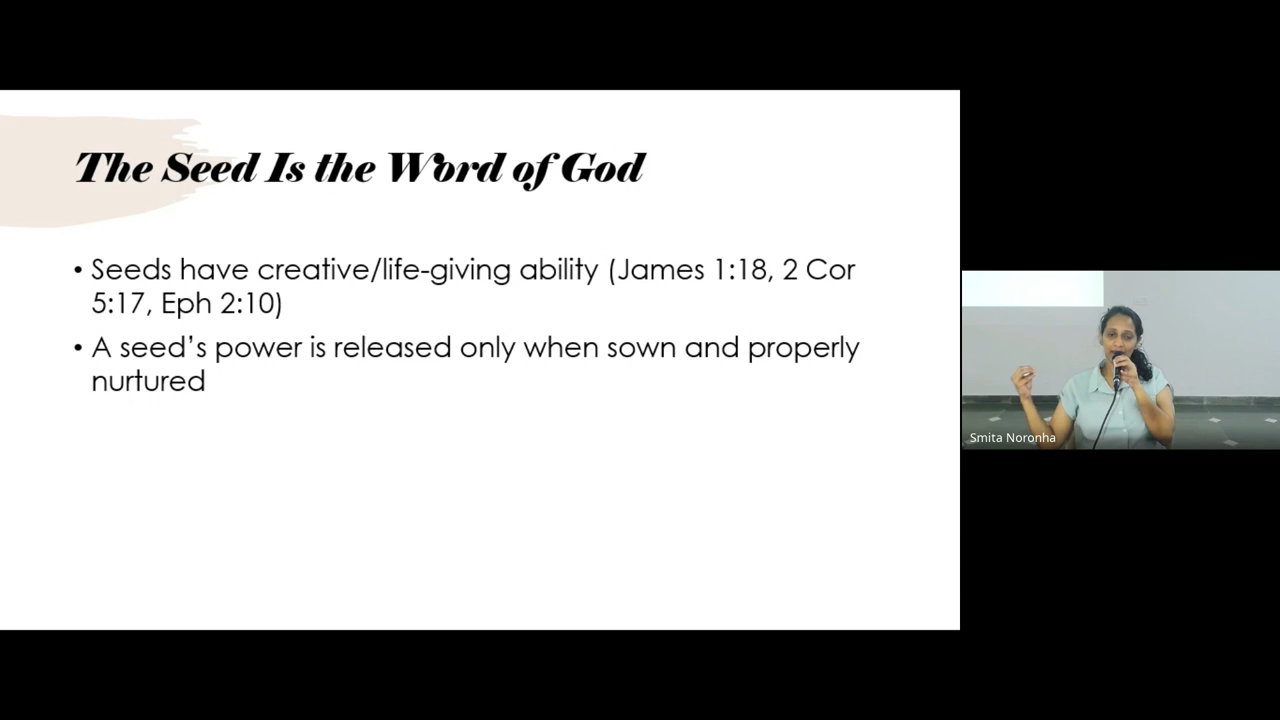 The Seed Is the Word of God
• Seeds have creative/life-giving ability (James 1:18, 2 Cor
5:17, Eph 2:10)
• A seed’s power is released only when sown and properly
nurtured
Smita Noronha